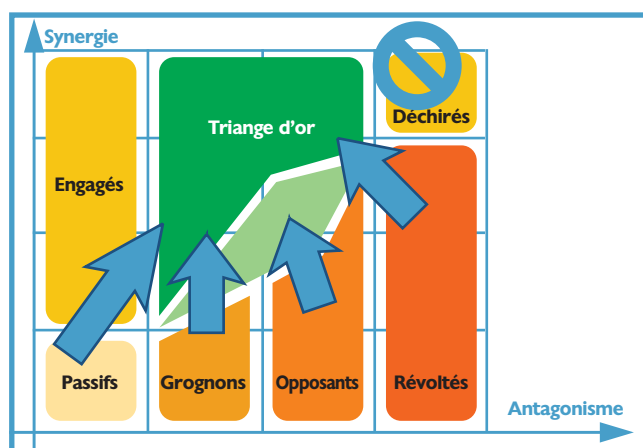 Synergie
Triange d'or
Déchirés
Engagés
Passifs
Grognons
Opposants
Révoltés
Antagonisme